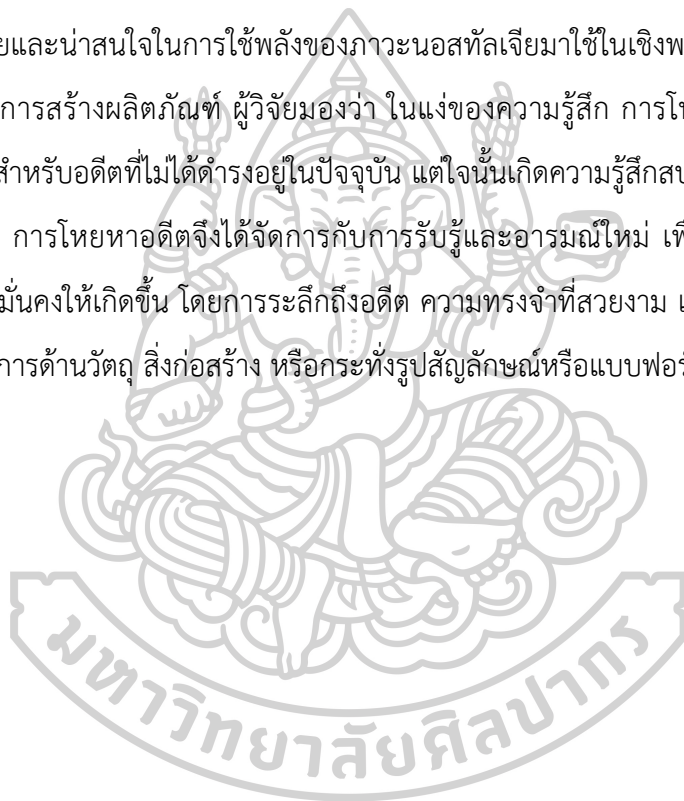 ยและน่าสนใจในการใช้พลังของภาวะนอสทัลเจียมาใช้ในเชิงพ
การสร้างผลิตภัณฑ์ ผู้วิจัยมองว่า ในแง่ของความรู้สึก การโห
สำหรับอดีตที่ไม่ได้ดำรงอยู่ในปัจจุบัน แต่ใจนั้นเกิดความรู้สึกสบ
การโหยหาอดีตจึงได้จัดการกับการรับรู้และอารมณ์ใหม่ เพื
มั่นคงให้เกิดขึ้น โดยการระลึกถึงอดีต ความทรงจำที่สวยงาม แ
การด้านวัตถุ สิ่งก่อสร้าง หรือกระทั่งรูปสัญลักษณ์หรือแบบฟอร์
มหาวิทยาลัยศิลปากร